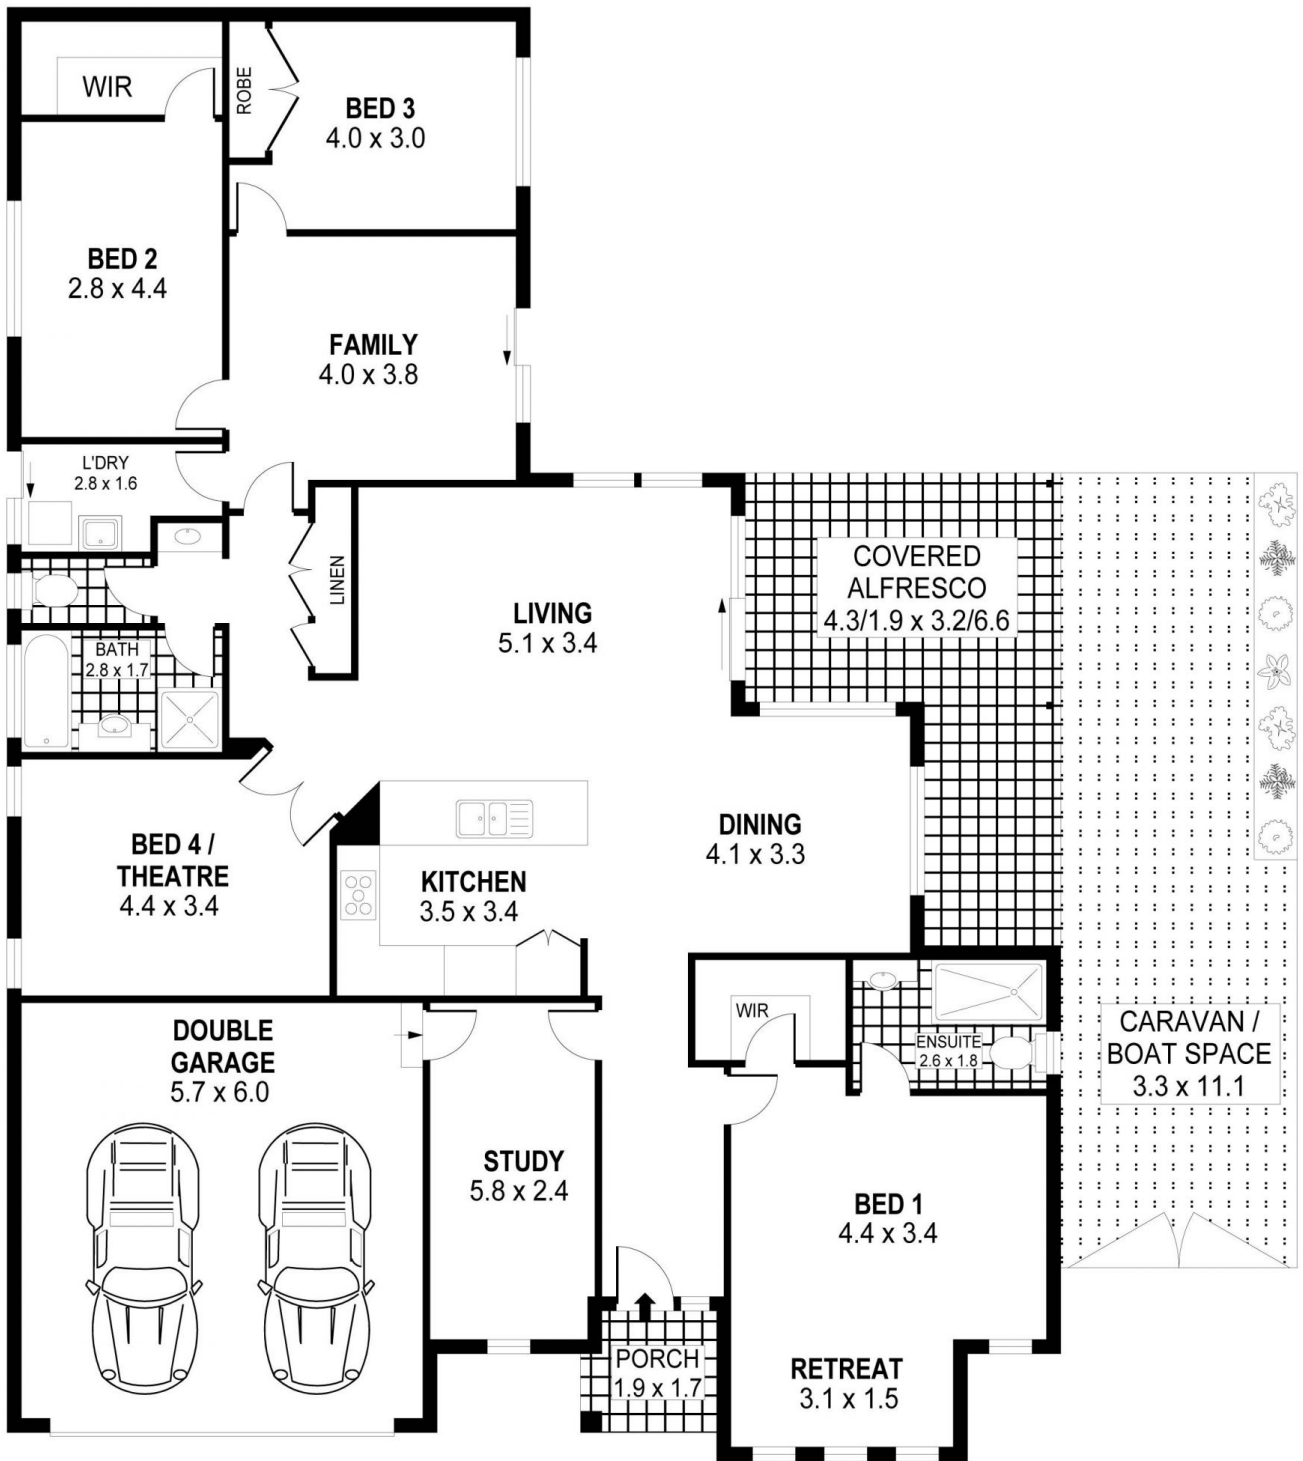 WIR
ROBE
BED 3
4.0 x 3.0
BED 2
2.8 x 4.4
FAMILY
4.0 x 3.8
L'DRY
2.8 x 1.6
LINEN
LIVING
5.1 x 3.4
COVERED
ALFRESCO
4.3/1.9 x 3.2/6.6
BATH
2.8 x 1.7
BED 4 /
THEATRE
4.4 x 3.4
KITCHEN
3.5 x 3.4
DINING
4.1 x 3.3
DOUBLE
GARAGE
5.7 x 6.0
WIR
ENSUITE
2.6 x 1.8
CARAVAN /
BOAT SPACE
3.3 x 11.1
STUDY
5.8 x 2.4
BED 1
4.4 x 3.4
PORCH
1.9 x 1.7
RETREAT
3.1 x 1.5